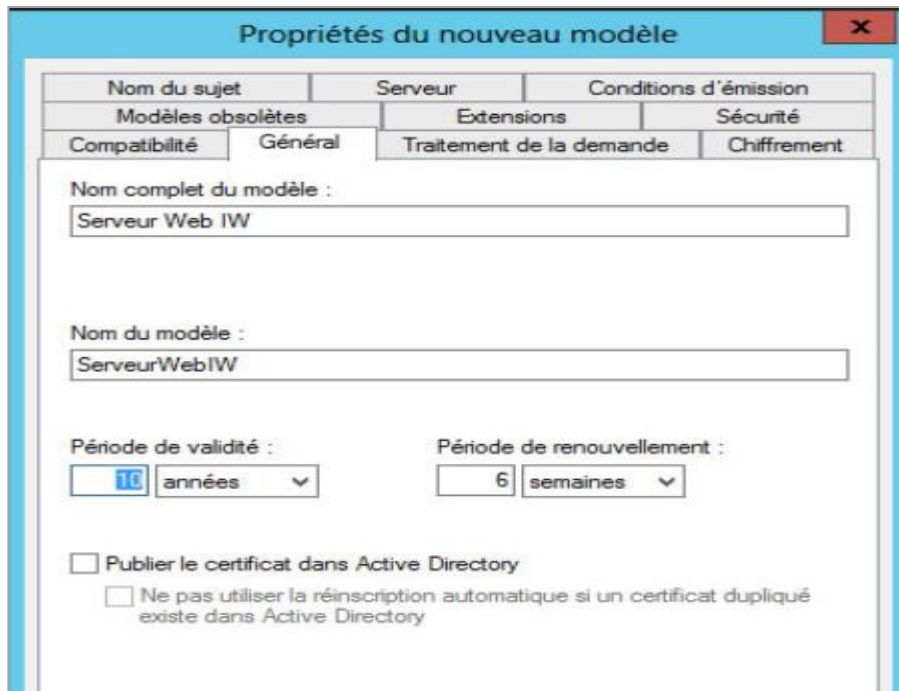 Propriétés du nouveau modèle
x
Nom du sujet Serveur Conditions d'émission
Modèles obsolètes Extensions Sécurité
Compatibilité Général Traitement de la demande Chiffrement
Nom complet du modèle :
Serveur Web IW
Nom du modèle :
ServeurWebIW
Période de validité : Période de renouvellement :
10 années 6 semaines
Publier le certificat dans Active Directory
Ne pas utiliser la réinscription automatique si un certificat dupliqué
existe dans Active Directory